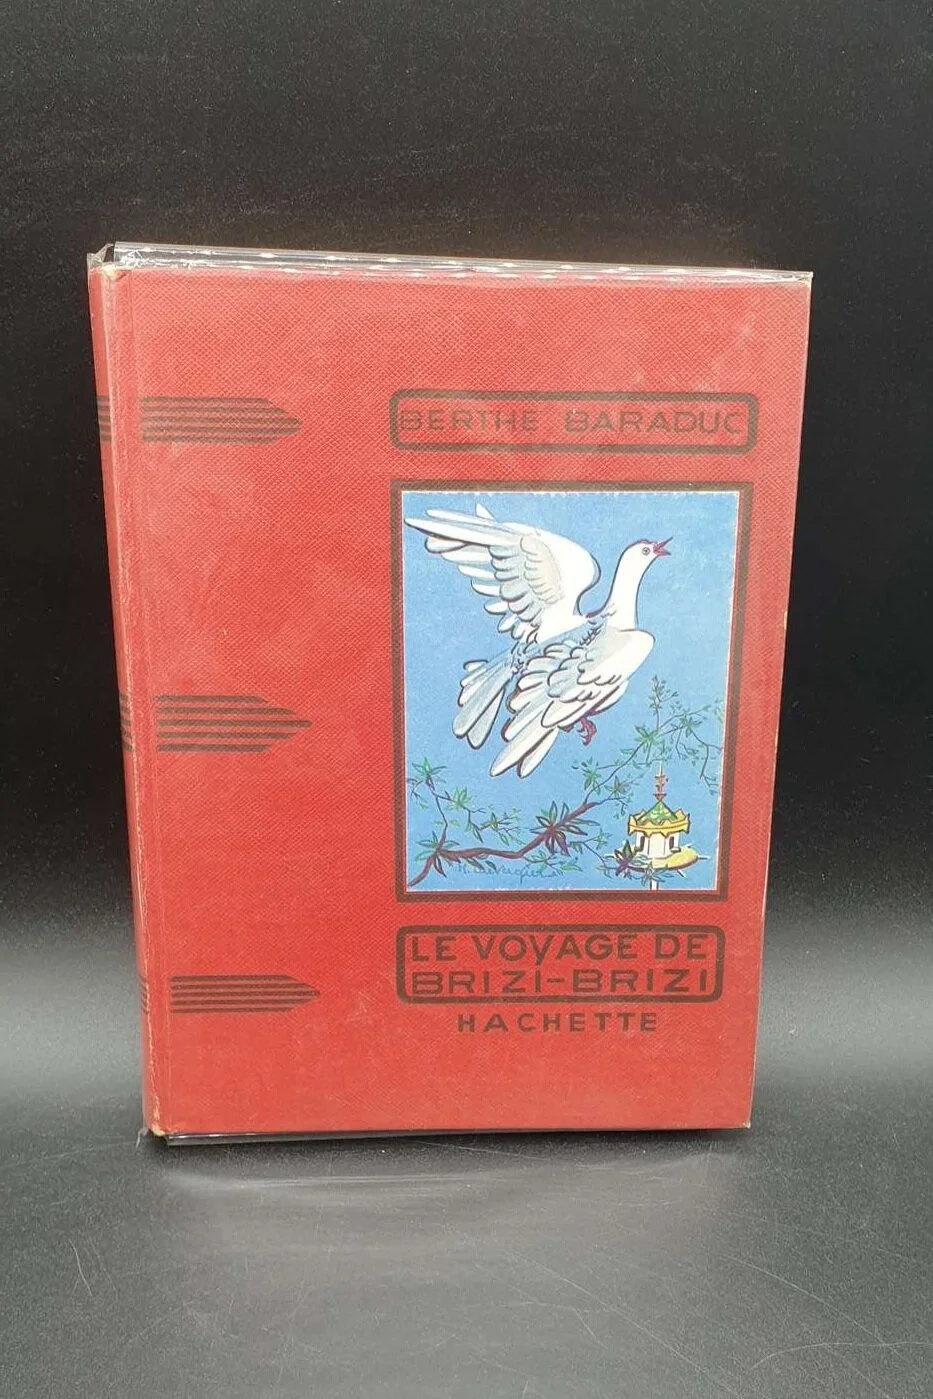 BERTHE BARADUC
LE VOYAGE DE
BRIZI-BRIZI
HACHETTE